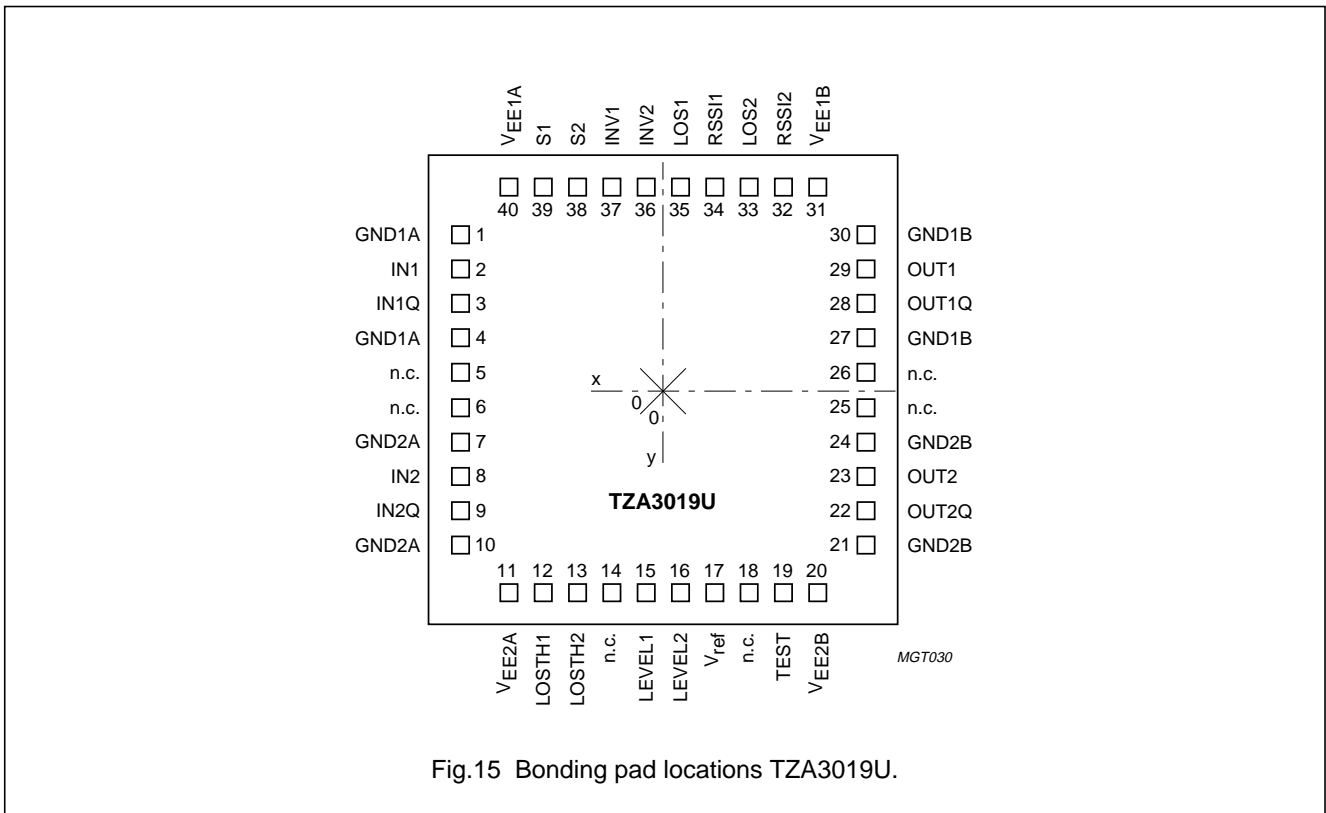 VEE1A
S1
S2
INV1
INV2
LOS1
RSSI1
LOS2
RSSI2
VEE1B
40 39 38 37 36 35 34 33 32 31
GND1A 1 30 GND1B
IN1 2 29 OUT1
IN1Q 3 28 OUT1Q
GND1A 4 27 GND1B
n.c. 5 26 n.c.
x
0
0
n.c. 6 25 n.c.
GND2A 7 24 GND2B
y
IN2 8 23 OUT2
TZA3019U
IN2Q 9 22 OUT2Q
GND2A 10 21 GND2B
11 12 13 14 15 16 17 18 19 20
VEE2A
LOSTH1
LOSTH2
n.c.
LEVEL1
LEVEL2
Vref
n.c.
TEST
VEE2B
MGT030
Fig.15 Bonding pad locations TZA3019U.